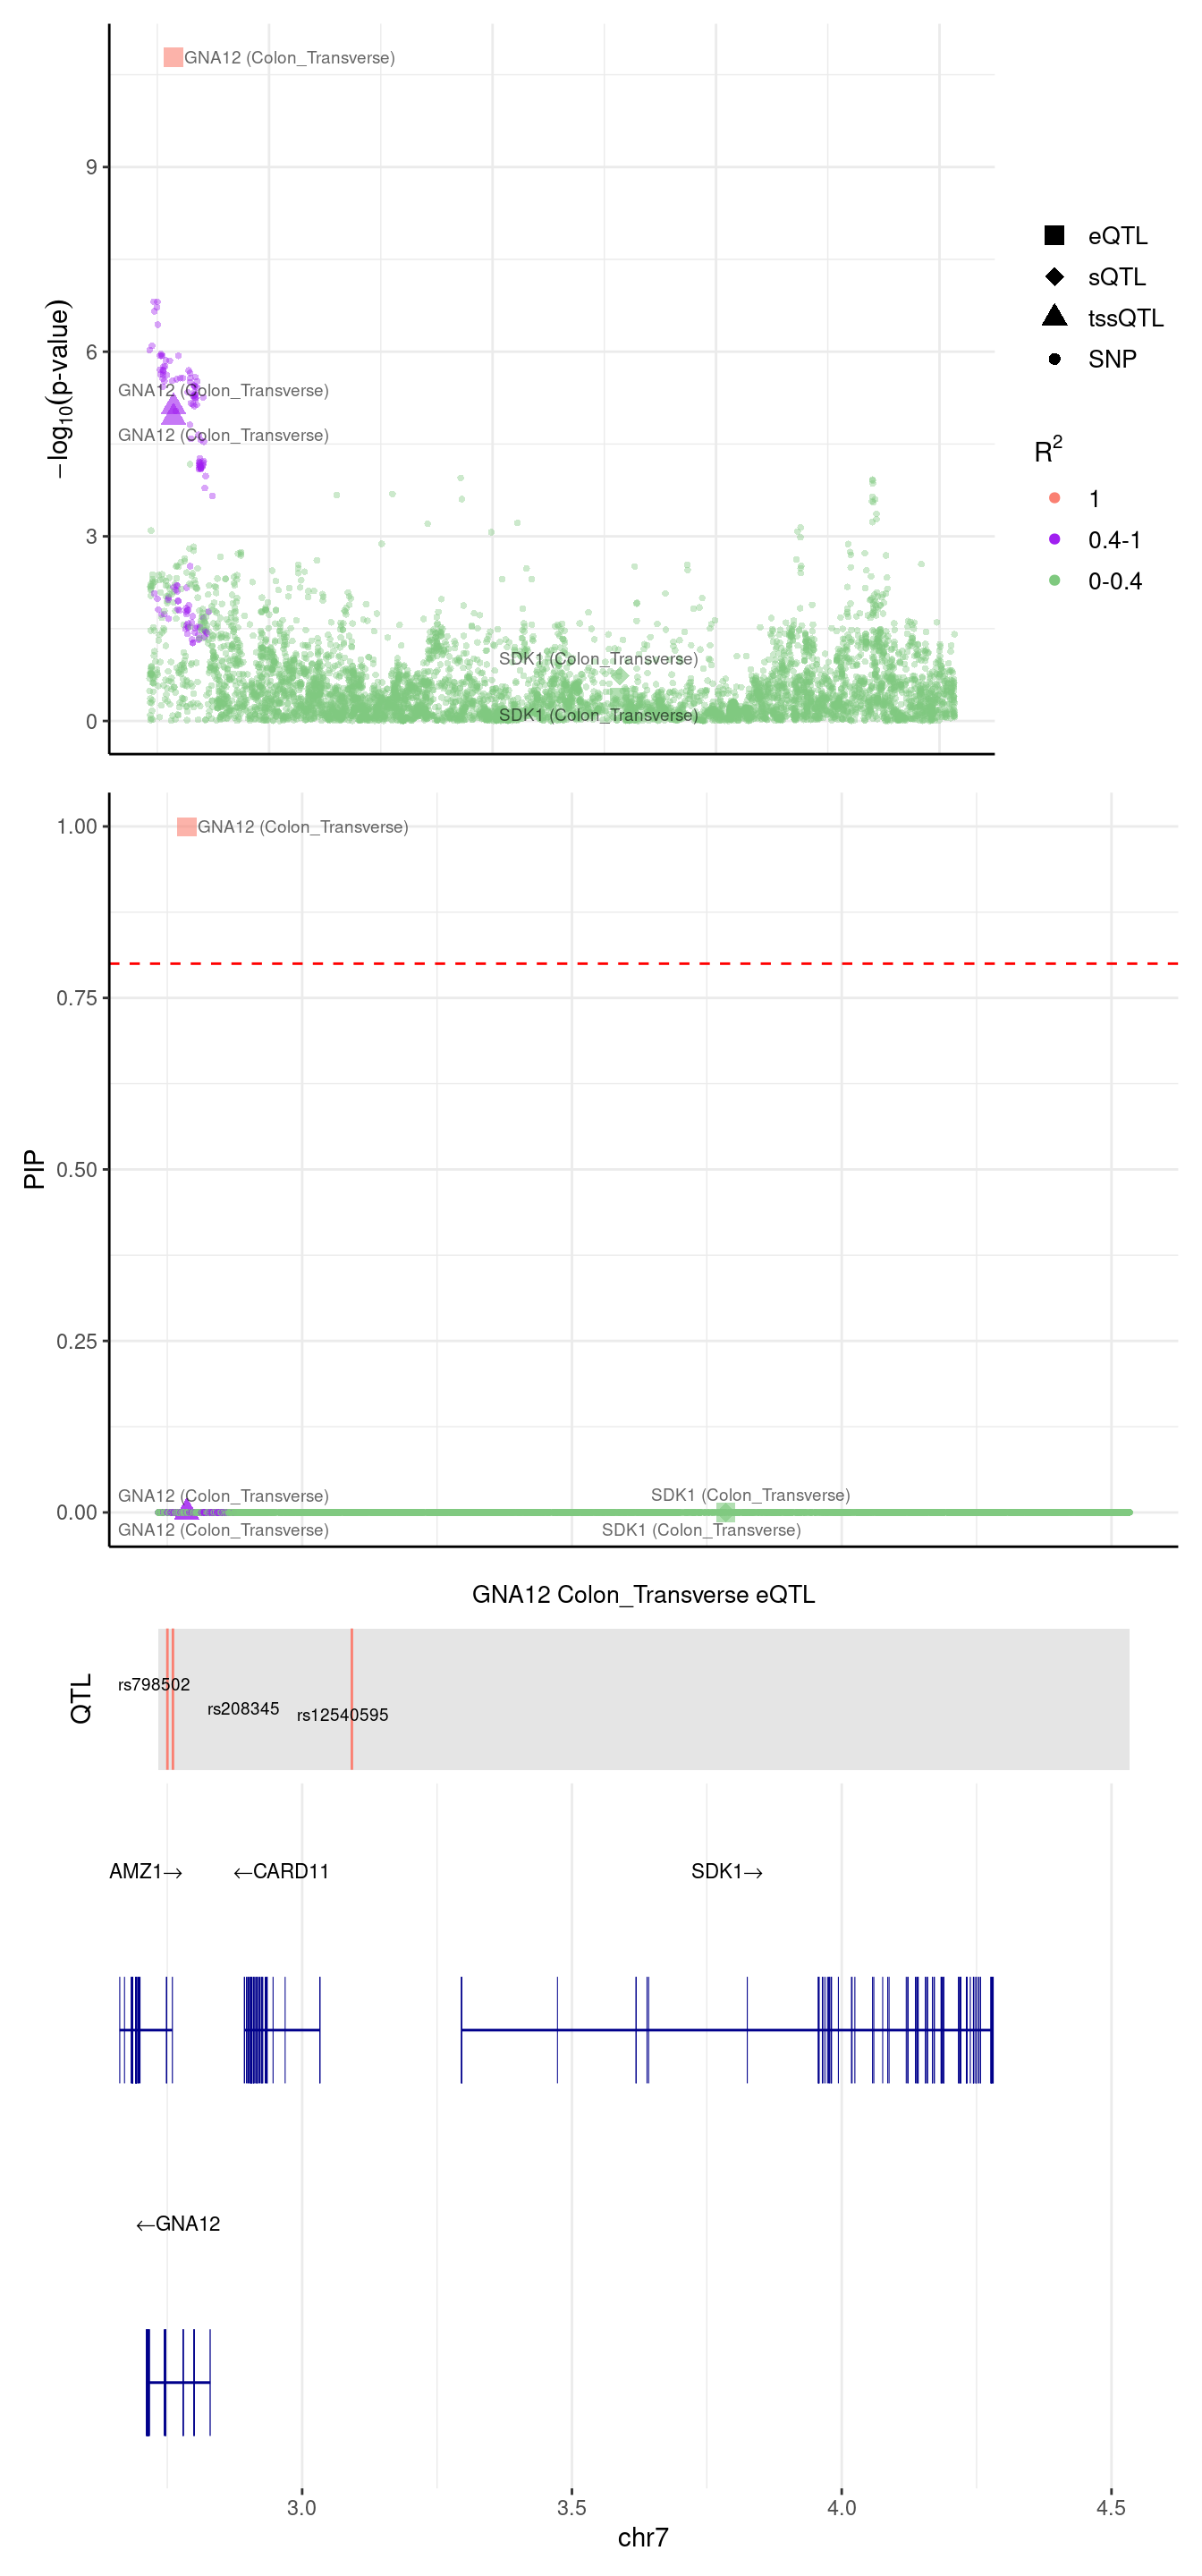 GNA12 (Colon_Transverse)
9
6
3
0
−log10(p-value)
GNA12 (Colon_Transverse)
GNA12 (Colon_Transverse)
SDK1 (Colon_Transverse)
SDK1 (Colon_Transverse)
eQTL
sQTL
tssQTL
SNP
R2
1
0.4-1
0-0.4
GNA12 (Colon_Transverse)
1.00
0.75
0.50
0.25
0.00
PIP
GNA12 (Colon_Transverse)
SDK1 (Colon_Transverse)
GNA12 (Colon_Transverse)
SDK1 (Colon_Transverse)
GNA12 Colon_Transverse eQTL
QTL
rs798502
rs208345
rs12540595
AMZ1→
←CARD11
SDK1→
←GNA12
3.0
3.5
4.0
4.5
chr7